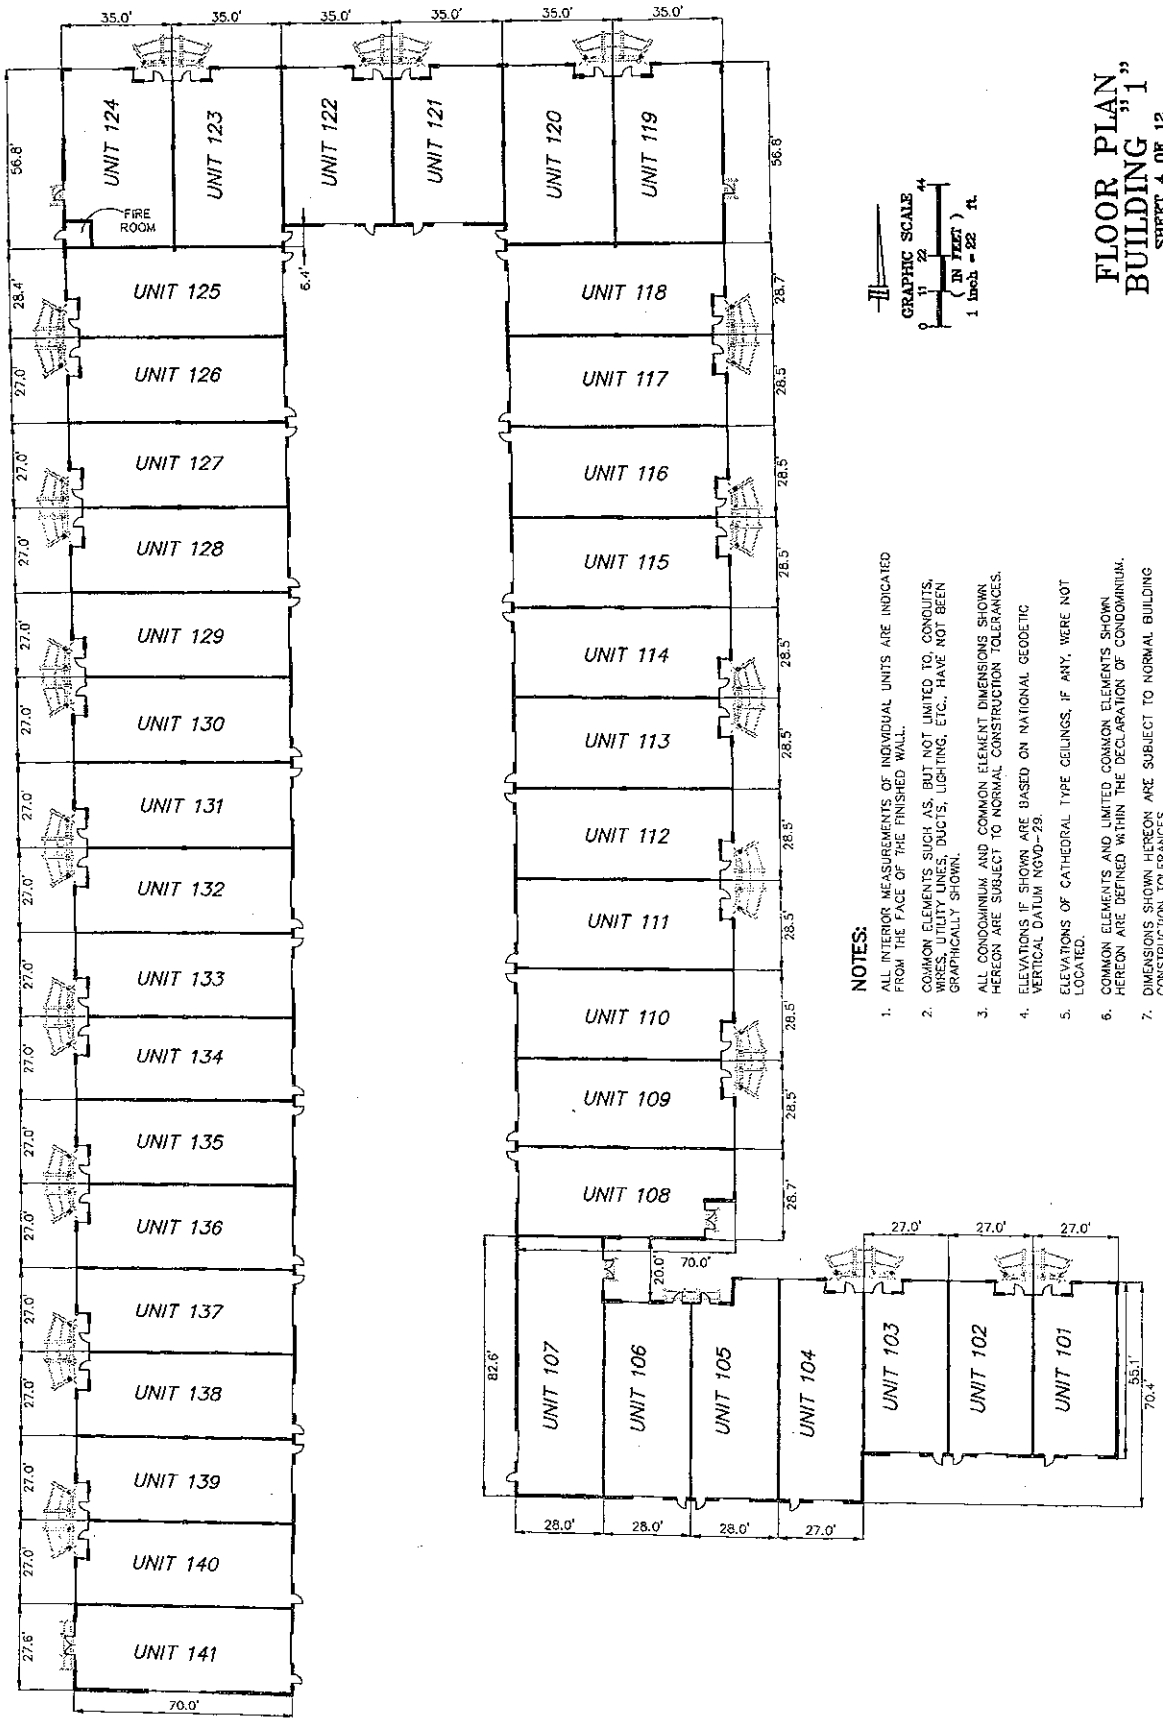 35.0'
35.0'
35.0'
35.0'
35.0'
35.0'
56.8'
UNIT 124
UNIT 123
UNIT 122
UNIT 121
UNIT 120
UNIT 119
56.8'
FIRE
ROOM
6.4'
28.4'
UNIT 125
27.0'
UNIT 126
27.0'
UNIT 127
27.0'
UNIT 128
27.0'
UNIT 129
27.0'
UNIT 130
27.0'
UNIT 131
27.0'
UNIT 132
27.0'
UNIT 133
27.0'
UNIT 134
27.0'
UNIT 135
27.0'
UNIT 136
27.0'
UNIT 137
27.0'
UNIT 138
27.0'
UNIT 139
27.0'
UNIT 140
27.6'
UNIT 141
70.0'
UNIT 118
28.7'
UNIT 117
28.5'
UNIT 116
28.5'
UNIT 115
28.5'
UNIT 114
28.5'
UNIT 113
28.5'
UNIT 112
28.5'
UNIT 111
28.5'
UNIT 110
28.5'
UNIT 109
28.5'
UNIT 108
28.7'
70.0'
20.0'
82.6'
UNIT 107
UNIT 106
UNIT 105
UNIT 104
UNIT 103
UNIT 102
UNIT 101
27.0'
27.0'
27.0'
55.1'
70.4'
28.0'
28.0'
28.0'
27.0'
GRAPHIC SCALE
0 11 22 44
( IN FEET )
1 inch = 22 ft.
FLOOR PLAN
BUILDING "1"
SHEET 4 OF 12
NOTES:
1. ALL INTERIOR MEASUREMENTS OF INDIVIDUAL UNITS ARE INDICATED
FROM THE FACE OF THE FINISHED WALL.
2. COMMON ELEMENTS SUCH AS, BUT NOT LIMITED TO, CONDUITS,
WIRES, UTILITY LINES, DUCTS, LIGHTING, ETC., HAVE NOT BEEN
GRAPHICALLY SHOWN.
3. ALL CONDOMINIUM AND COMMON ELEMENT DIMENSIONS SHOWN
HEREON ARE SUBJECT TO NORMAL CONSTRUCTION TOLERANCES.
4. ELEVATIONS IF SHOWN ARE BASED ON NATIONAL GEODETIC
VERTICAL DATUM NGVD-29.
5. ELEVATIONS OF CATHEDRAL TYPE CEILINGS, IF ANY, WERE NOT
LOCATED.
6. COMMON ELEMENTS AND LIMITED COMMON ELEMENTS SHOWN
HEREON ARE DEFINED WITHIN THE DECLARATION OF CONDOMINIUM.
7. DIMENSIONS SHOWN HEREON ARE SUBJECT TO NORMAL BUILDING
CONSTRUCTION TOLERANCES